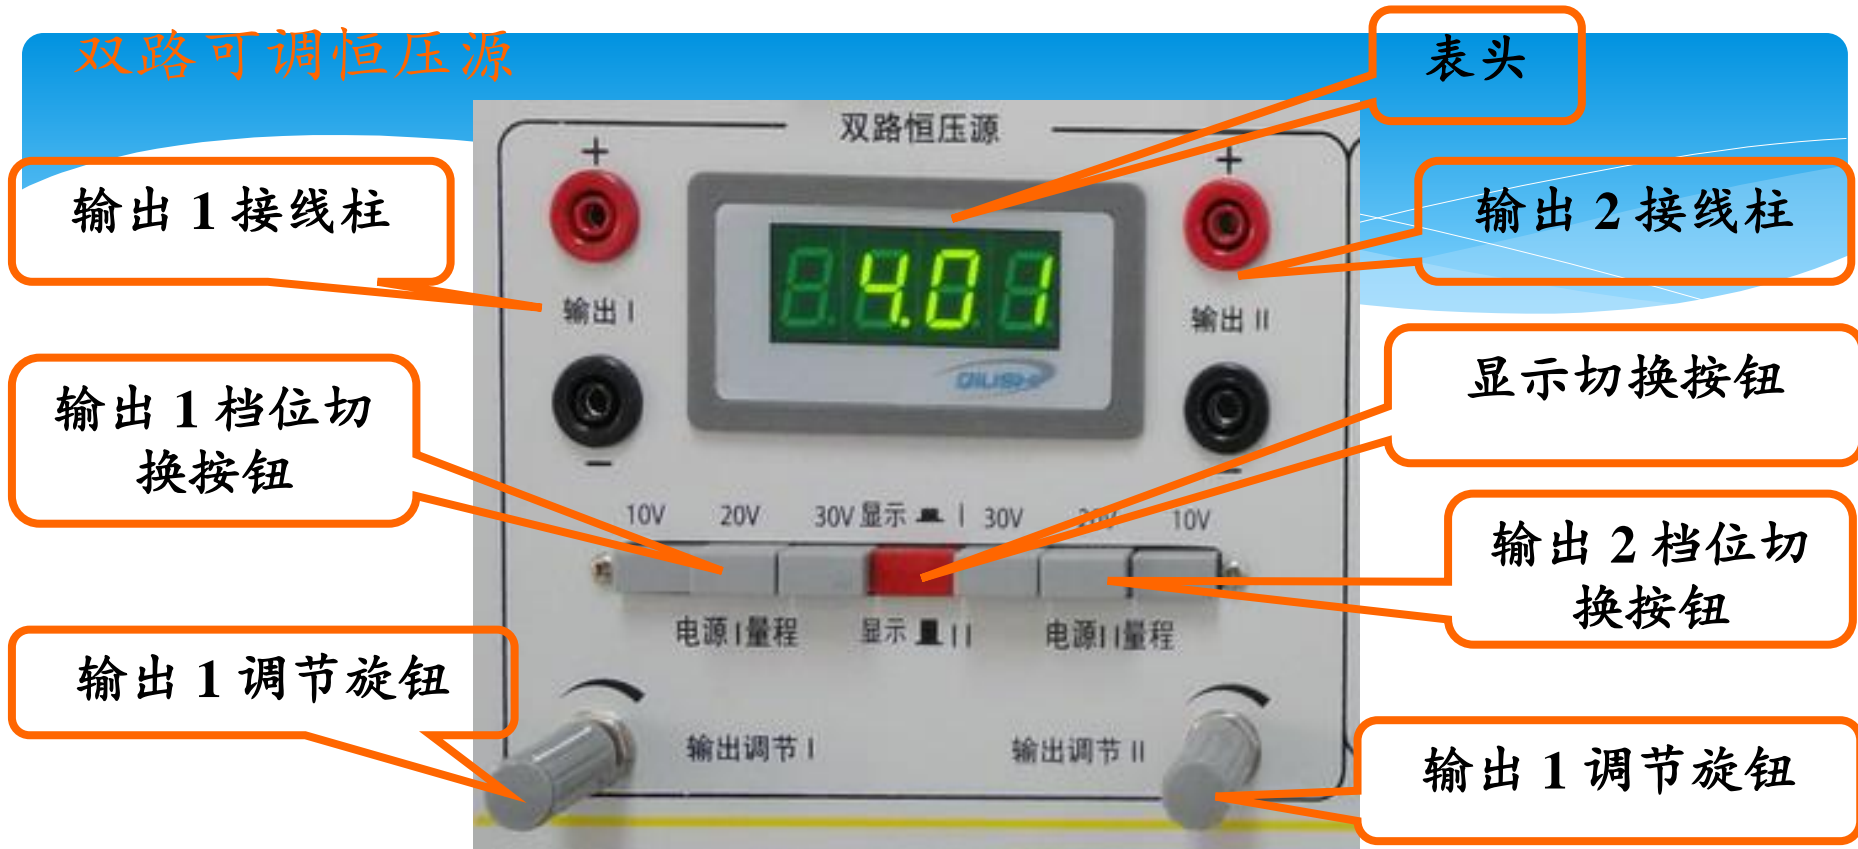 双路可调恒压源
表头
双路恒压源
+
+
输出 1 接线柱
输出 2 接线柱
4.01
输出 I
输出 II
QILISHI
显示切换按钮
输出 1 档位切
换按钮
−
−
10V 20V 30V 显示 I 30V 20V 10V
输出 2 档位切
换按钮
电源 I 量程
显示 II
电源 II 量程
输出 1 调节旋钮
输出调节 I
输出调节 II
输出 1 调节旋钮